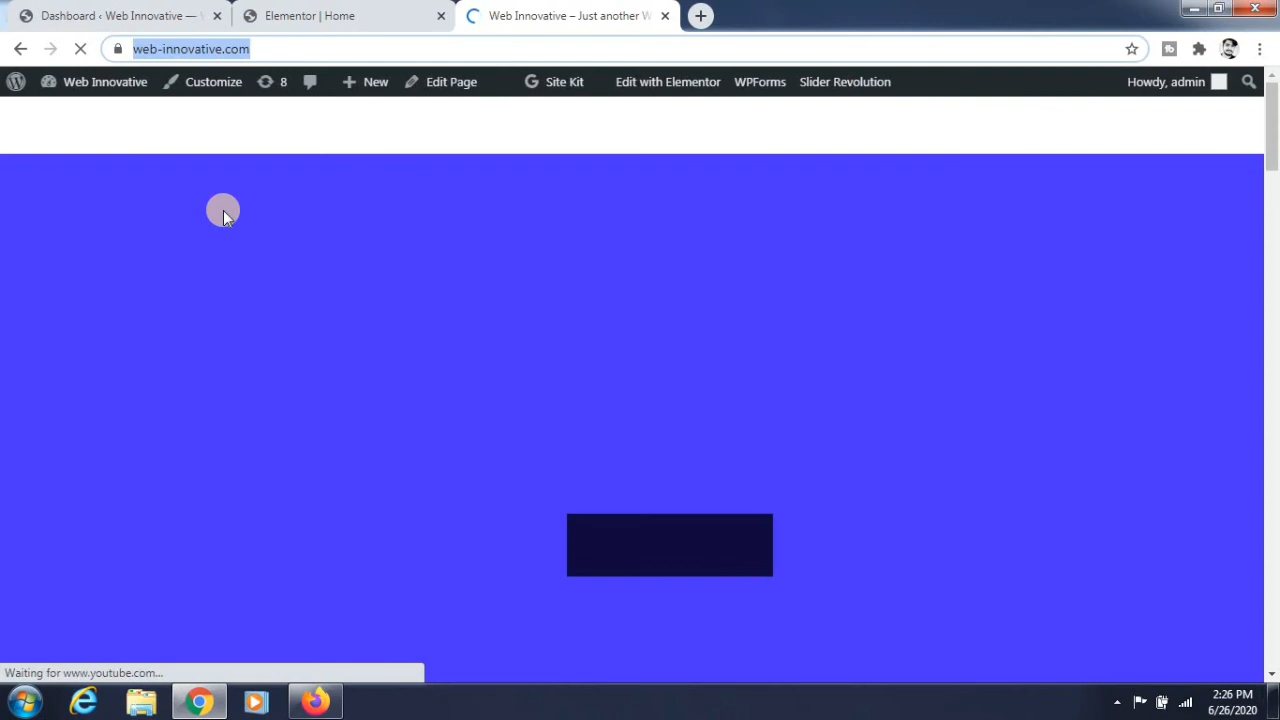 Dashboard ‹ Web Innovative —
Elementor | Home
Web Innovative – Just another W
web-innovative.com
Web Innovative
Customize
8
New
Edit Page
Site Kit
Edit with Elementor
WPForms
Slider Revolution
Howdy, admin
Waiting for www.youtube.com...
2:26 PM
6/26/2020